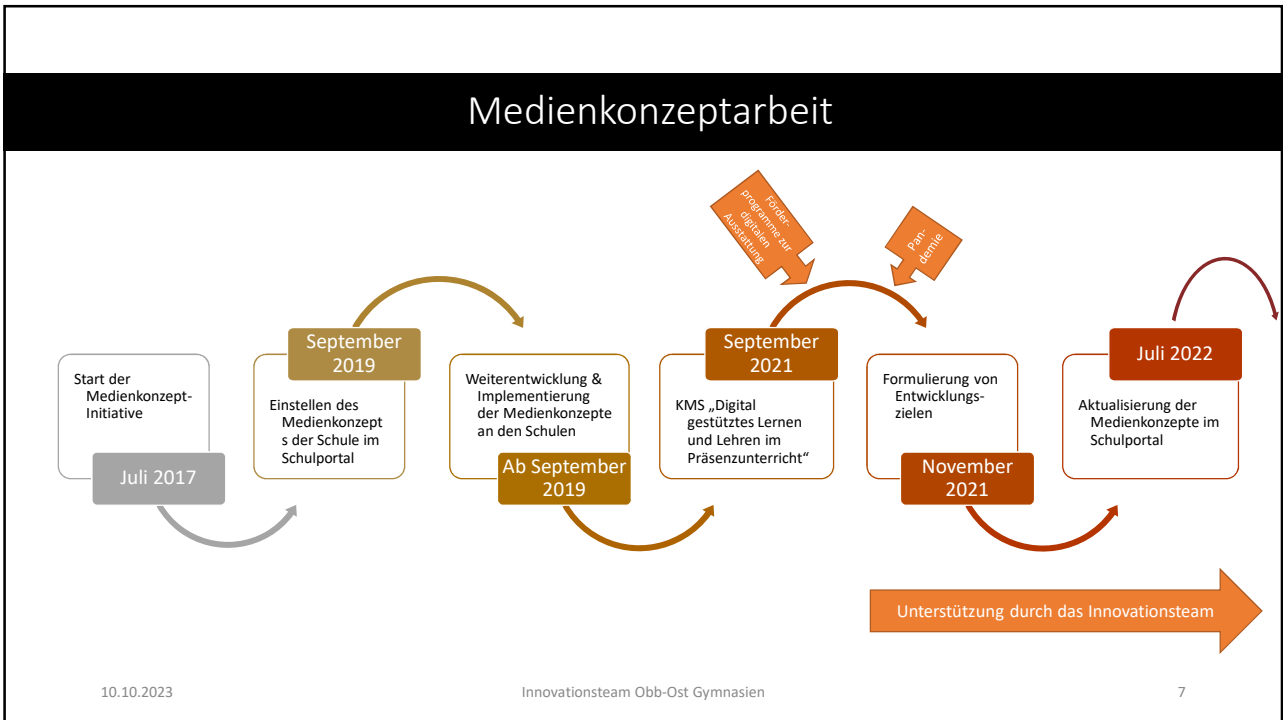 Medienkonzeptarbeit
Förder-
programme zur
digitalen
Ausstattung
Pan-
demie
Start der
Medienkonzept-
Initiative
Juli 2017
September
2019
Einstellen des
Medienkonzept
s der Schule im
Schulportal
Weiterentwicklung &
Implementierung
der Medienkonzepte
an den Schulen
Ab September
2019
September
2021
KMS „Digital
gestütztes Lernen
und Lehren im
Präsenzunterricht“
Formulierung von
Entwicklungs-
zielen
November
2021
Juli 2022
Aktualisierung der
Medienkonzepte im
Schulportal
Unterstützung durch das Innovationsteam
10.10.2023
Innovationsteam Obb-Ost Gymnasien
7